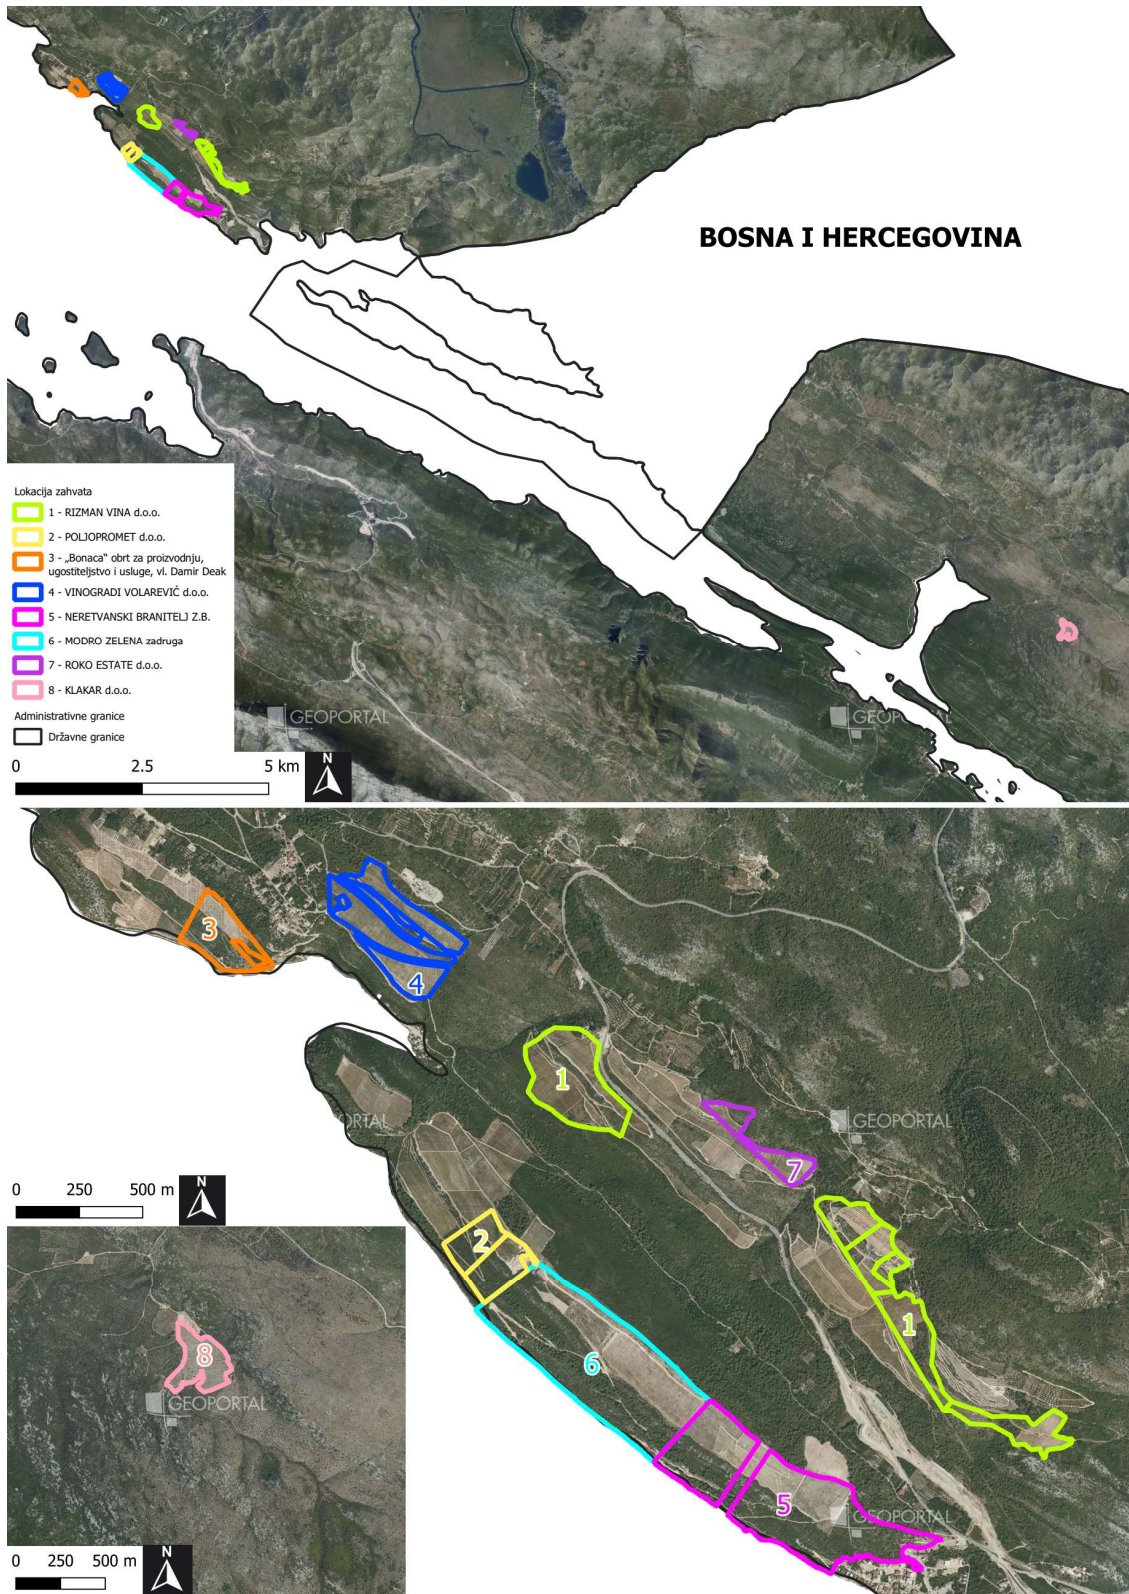 BOSNA I HERCEGOVINA
Lokacija zahvata
1 - RIZMAN VINA d.o.o.
2 - POLJOPROMET d.o.o.
3 - „Bonaca“ obrt za proizvodnju,
ugostiteljstvo i usluge, vl. Damir Deak
4 - VINOGRADI VOLAREVIĆ d.o.o.
5 - NERETVANSKI BRANITELJ Z.B.
6 - MODRO ZELENA zadruga
7 - ROKO ESTATE d.o.o.
8 - KLAKAR d.o.o.
Administrativne granice
Državne granice
GEOPORTAL
GEOPORTAL
0 2.5 5 km
N
3
4
1
PORTAL
GEOPORTAL
7
0 250 500 m
N
2
1
6
8
GEOPORTAL
5
GEOPORTAL
0 250 500 m
N